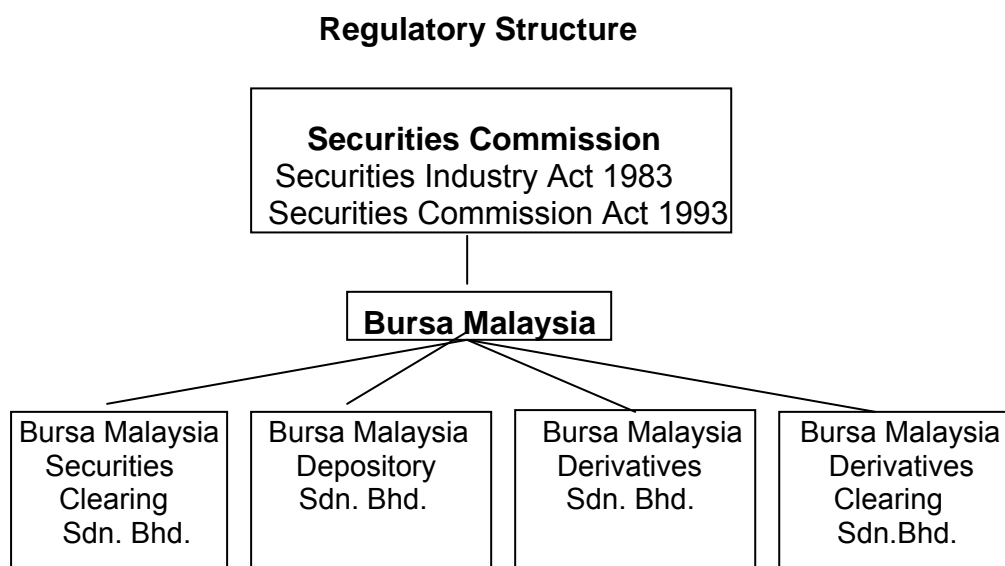 Regulatory Structure
Securities Commission
Securities Industry Act 1983
Securities Commission Act 1993
Bursa Malaysia
Bursa Malaysia
Securities
Clearing
Sdn. Bhd.
Bursa Malaysia
Depository
Sdn. Bhd.
Bursa Malaysia
Derivatives
Sdn. Bhd.
Bursa Malaysia
Derivatives
Clearing
Sdn.Bhd.